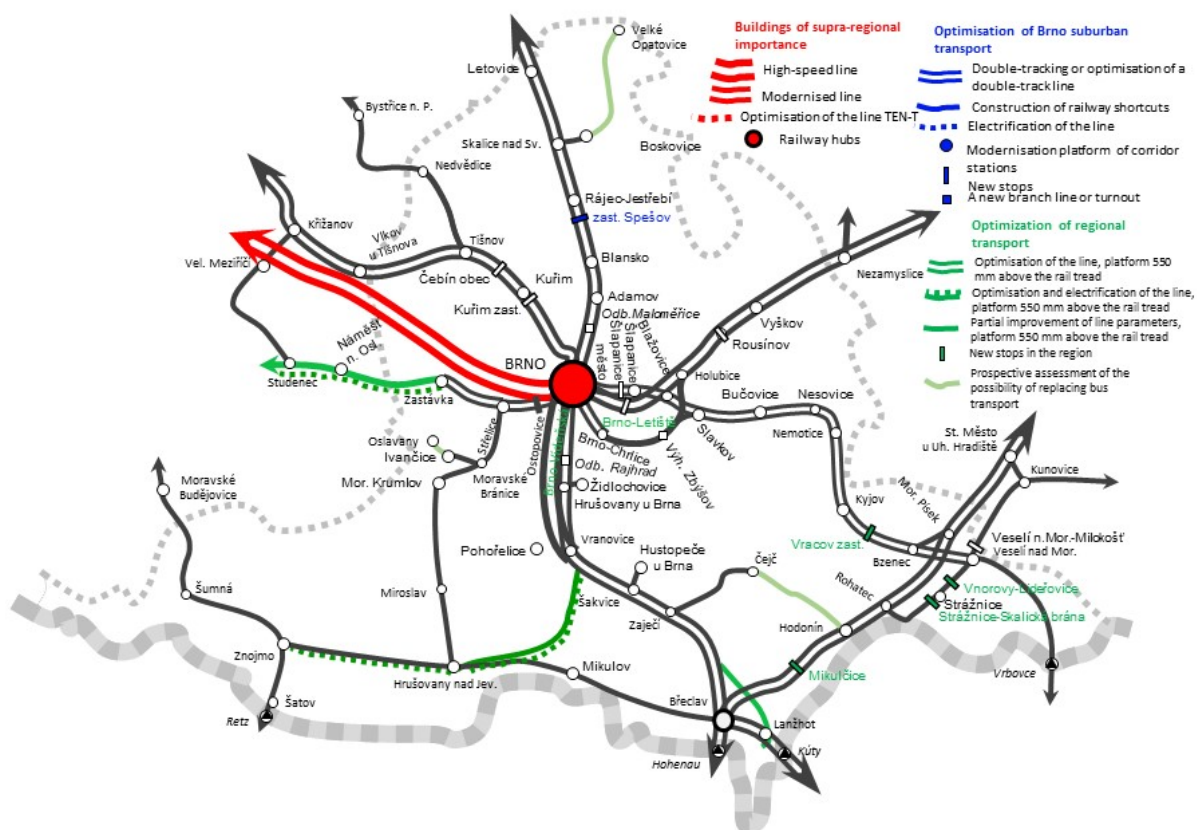 Buildings of supra-regional
importance
High-speed line
Modernised line
Optimisation of the line TEN-T
Railway hubs
Optimisation of Brno suburban
transport
Double-tracking or optimisation of a
double-track line
Construction of railway shortcuts
Electrification of the line
Modernisation platform of corridor
stations
New stops
A new branch line or turnout
Optimization of regional
transport
Optimisation of the line, platform 550
mm above the rail tread
Optimisation and electrification of the line,
platform 550 mm above the rail tread
Partial improvement of line parameters,
platform 550 mm above the rail tread
New stops in the region
Prospective assessment of the
possibility of replacing bus
transport
Velké
Opatovice
Letovice
Bystřice n. P.
Skalice nad Sv.
Boskovice
Nedvědice
Rájec-Jestřebí
zast. Spešov
Křižanov
Vlkov
u Tišnova
Tišnov
Blansko
Vel. Meziříčí
Čebín obec
Kuřim
Kuřim zast.
Adamov
Odb. Maloměřice
Nezamyslice
Vyškov
Rousínov
Náměšť
n. Osl.
Studenec
Zastávka
BRNO
Šlapanice
město
Šlapanice
Blažovice
Holubice
Bučovice
Nesovice
Nemotice
Slavkov
Brno-Letiště
Brno-Chrlice
Výh. Zbýšov
Střelice
Ostopovice
Oslavany
Ivančice
Moravské
Bránice
Mor. Krumlov
Odb. Rajhrad
Židlochovice
Hrušovany u Brna
St. Město
u Uh. Hradiště
Kunovice
Moravské
Budějovice
Kyjov
Mor. Písek
Vracov zast.
Bzenec
Veselí n.Mor.-Milokošť
Veselí nad Mor.
Pohořelice
Vranovice
Hustopeče
u Brna
Čejč
Rohatec
Vnorovy-Lideřovice
Strážnice
Strážnice-Skalická brána
Šumná
Miroslav
Šakvice
Zaječí
Hodonín
Znojmo
Hrušovany nad Jev.
Mikulov
Mikulčice
Vrbovce
Šatov
Retz
Břeclav
Lanžhot
Hohenau
Kúty